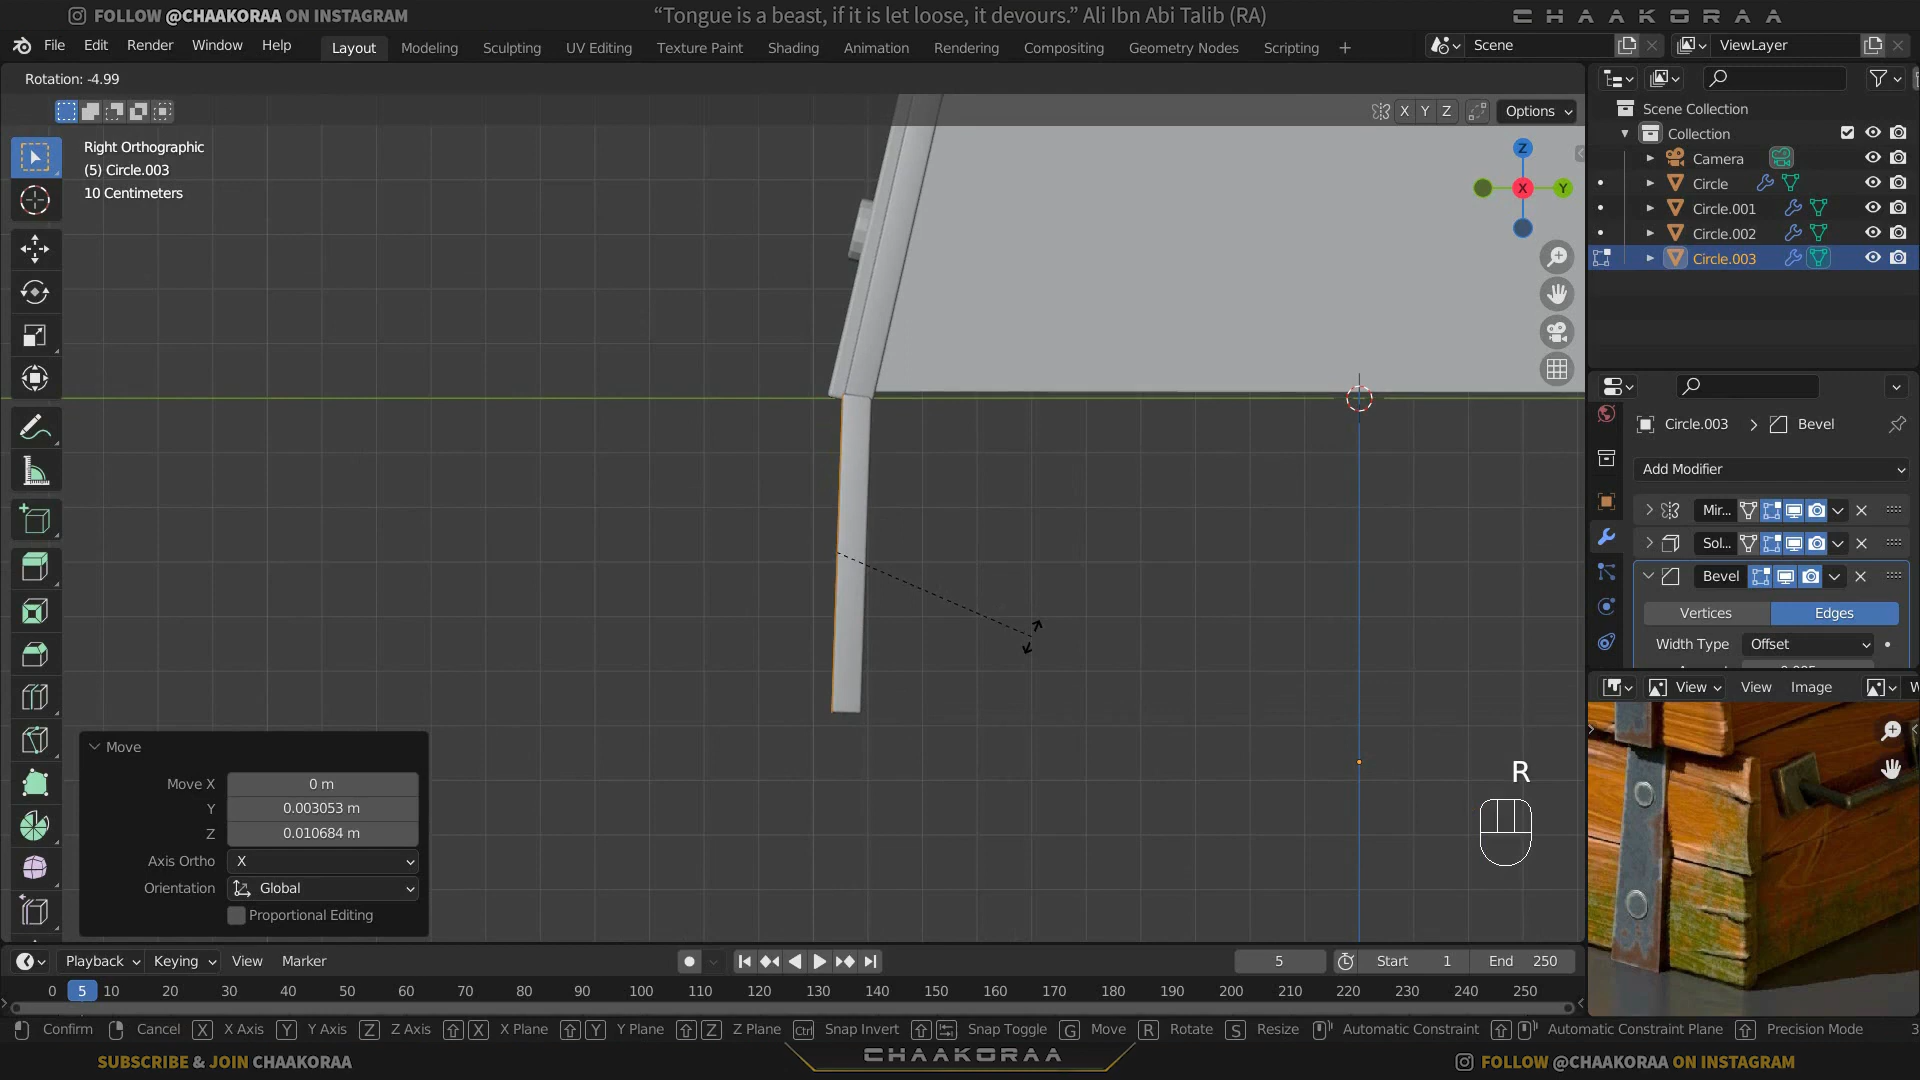 FOLLOW @CHAAKORAA ON INSTAGRAM
“Tongue is a beast, if it is let loose, it devours.” Ali Ibn Abi Talib (RA)
CHAAKORAA
File Edit Render Window Help
Layout Modeling Sculpting UV Editing Texture Paint Shading Animation Rendering Compositing Geometry Nodes Scripting +
Scene
ViewLayer
Rotation: -4.99
X Y Z
Options
Right Orthographic
(5) Circle.003
10 Centimeters
Z
X
Y
Scene Collection
Collection
Camera
Circle
Circle.001
Circle.002
Circle.003
Circle.003 > Bevel
Add Modifier
Mir...
Sol...
Bevel
Vertices Edges
Width Type Offset
View View Image
Move
Move X 0 m
Y 0.003053 m
Z 0.010684 m
Axis Ortho X
Orientation Global
Proportional Editing
R
Playback Keying View Marker
5
Start 1
End 250
0 5 10 20 30 40 50 60 70 80 90 100 110 120 130 140 150 160 170 180 190 200 210 220 230 240 250
Confirm Cancel X X Axis Y Y Axis Z Z Axis X X Plane Y Y Plane Z Z Plane Ctrl Snap Invert Snap Toggle G Move R Rotate S Resize Automatic Constraint Automatic Constraint Plane Precision Mode
SUBSCRIBE & JOIN CHAAKORAA
CHAAKORAA
FOLLOW @CHAAKORAA ON INSTAGRAM